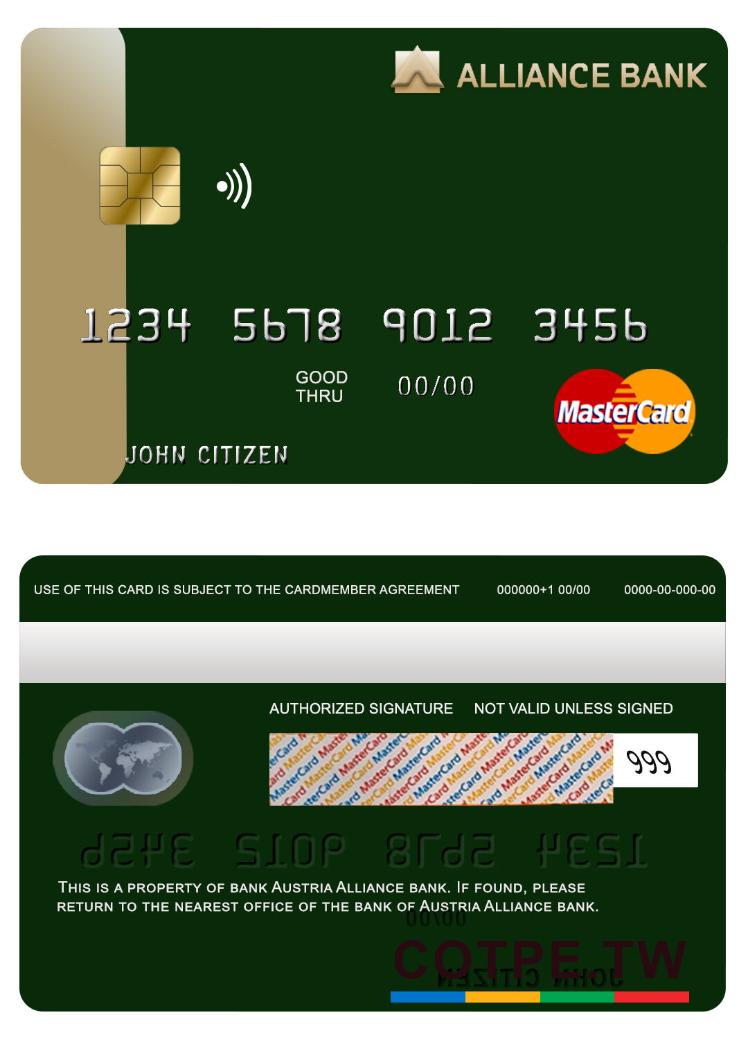 ALLIANCE BANK
1234 5678 9012 3456
GOOD
THRU
00/00
MasterCard
JOHN CITIZEN
USE OF THIS CARD IS SUBJECT TO THE CARDMEMBER AGREEMENT 000000+1 00/00 0000-00-000-00
AUTHORIZED SIGNATURE NOT VALID UNLESS SIGNED
MasterCard MasterCard MasterCard MasterCard
999
1234 5678 9012 3456
THIS IS A PROPERTY OF BANK AUSTRIA ALLIANCE BANK. IF FOUND, PLEASE
RETURN TO THE NEAREST OFFICE OF THE BANK OF AUSTRIA ALLIANCE BANK.
00/00
COTPE.TW
JOHN CITIZEN